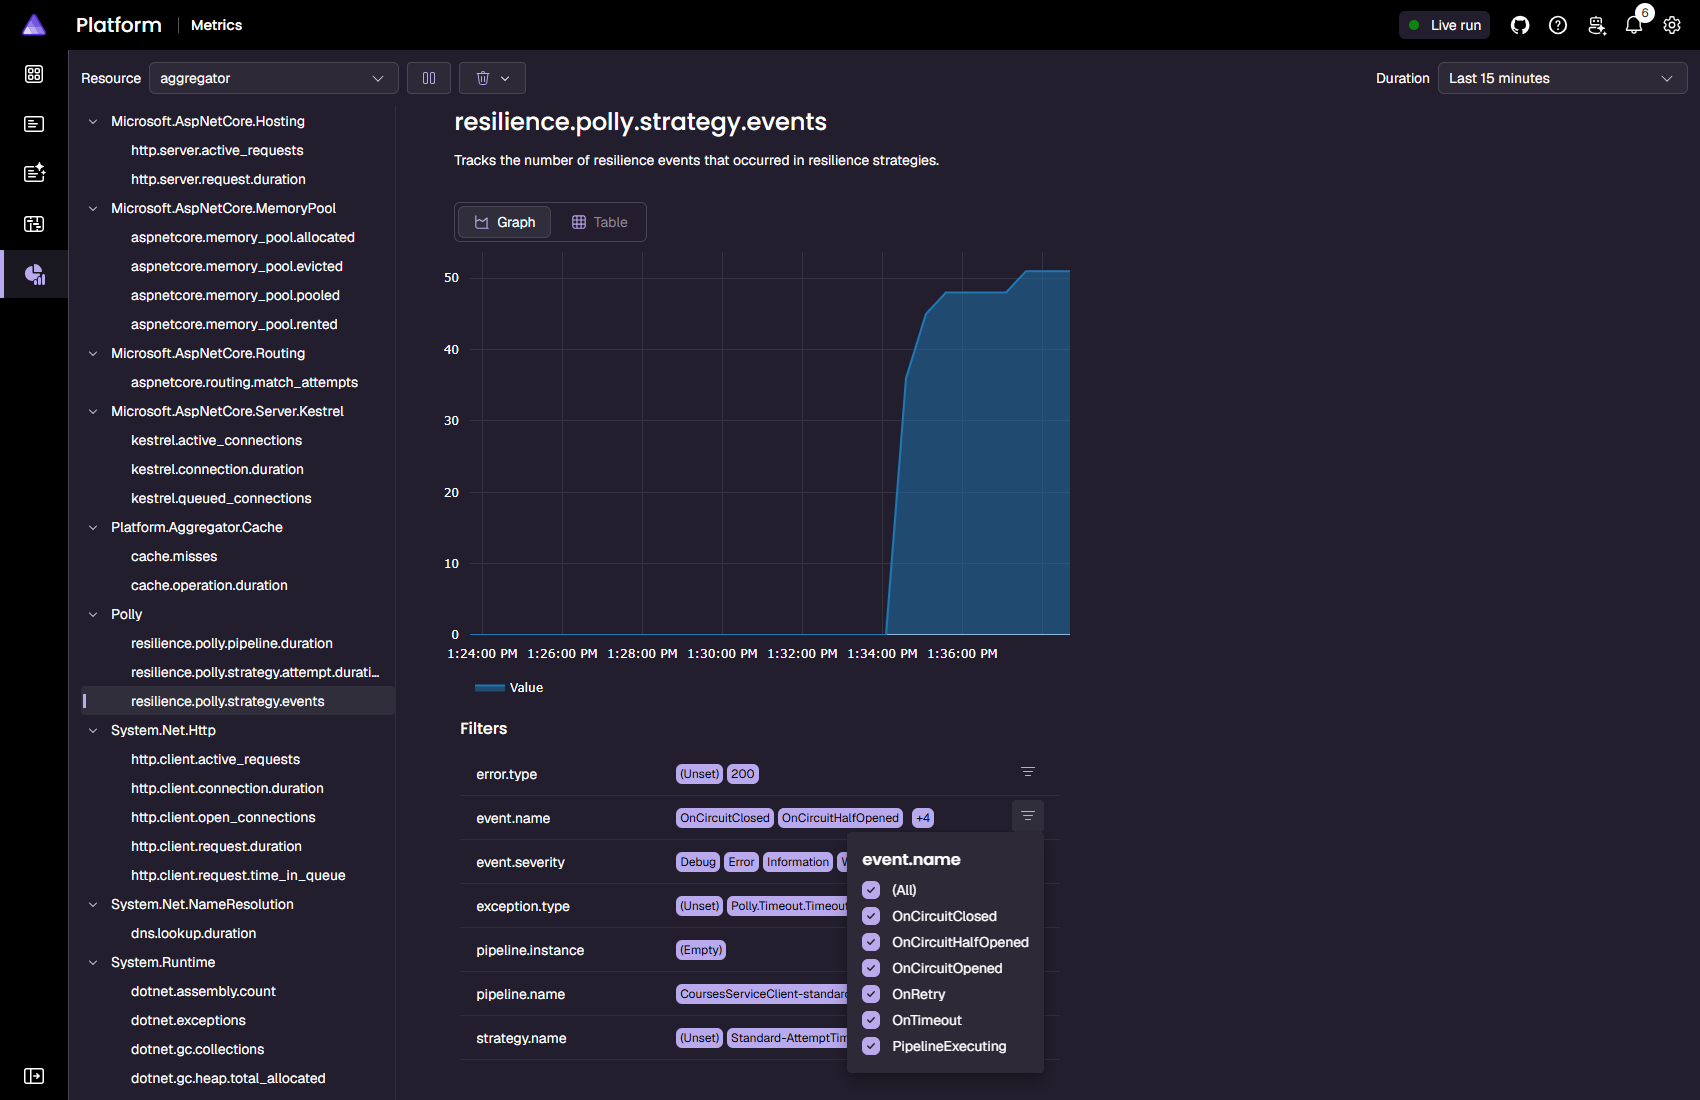 Platform
Metrics
Live run
6
Resource
aggregator
Duration
Last 15 minutes
Microsoft.AspNetCore.Hosting
http.server.active_requests
http.server.request.duration
Microsoft.AspNetCore.MemoryPool
aspnetcore.memory_pool.allocated
aspnetcore.memory_pool.evicted
aspnetcore.memory_pool.pooled
aspnetcore.memory_pool.rented
Microsoft.AspNetCore.Routing
aspnetcore.routing.match_attempts
Microsoft.AspNetCore.Server.Kestrel
kestrel.active_connections
kestrel.connection.duration
kestrel.queued_connections
Platform.Aggregator.Cache
cache.misses
cache.operation.duration
Polly
resilience.polly.pipeline.duration
resilience.polly.strategy.attempt.durati...
resilience.polly.strategy.events
System.Net.Http
http.client.active_requests
http.client.connection.duration
http.client.open_connections
http.client.request.duration
http.client.request.time_in_queue
System.Net.NameResolution
dns.lookup.duration
System.Runtime
dotnet.assembly.count
dotnet.exceptions
dotnet.gc.collections
dotnet.gc.heap.total_allocated
resilience.polly.strategy.events
Tracks the number of resilience events that occurred in resilience strategies.
Graph
Table
50
40
30
20
10
0
1:24:00 PM 1:26:00 PM 1:28:00 PM 1:30:00 PM 1:32:00 PM 1:34:00 PM 1:36:00 PM
Value
Filters
error.type (Unset) 200
event.name OnCircuitClosed OnCircuitHalfOpened +4
event.severity Debug Error Information
exception.type (Unset) Polly.Timeout.Timeout
pipeline.instance (Empty)
pipeline.name CoursesServiceClient-standard
strategy.name (Unset) Standard-AttemptTim
event.name
(All)
OnCircuitClosed
OnCircuitHalfOpened
OnCircuitOpened
OnRetry
OnTimeout
PipelineExecuting